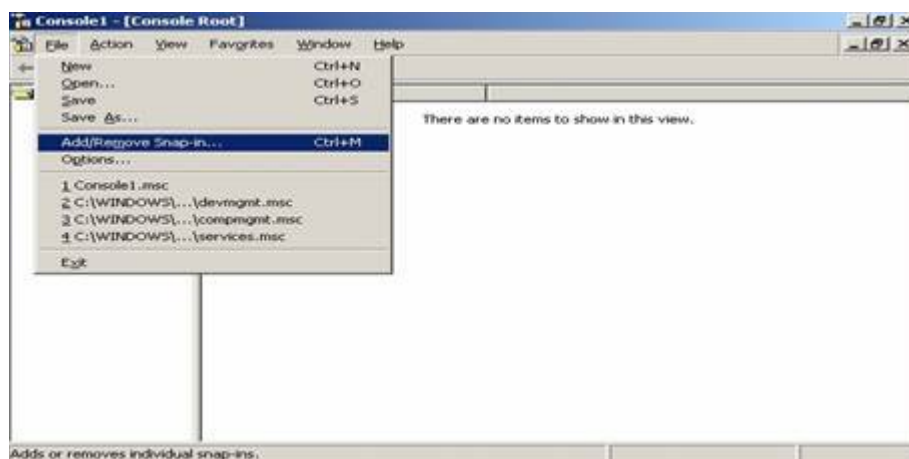 Console1 - [Console Root]
File Action View Favorites Window Help
New Ctrl+N
Open... Ctrl+O
Save Ctrl+S
Save As...
There are no items to show in this view.
Add/Remove Snap-in... Ctrl+M
Options...
1 Console1.msc
2 C:\WINDOWS\...\devmgmt.msc
3 C:\WINDOWS\...\compmgmt.msc
4 C:\WINDOWS\...\services.msc
Exit
Adds or removes individual snap-ins.